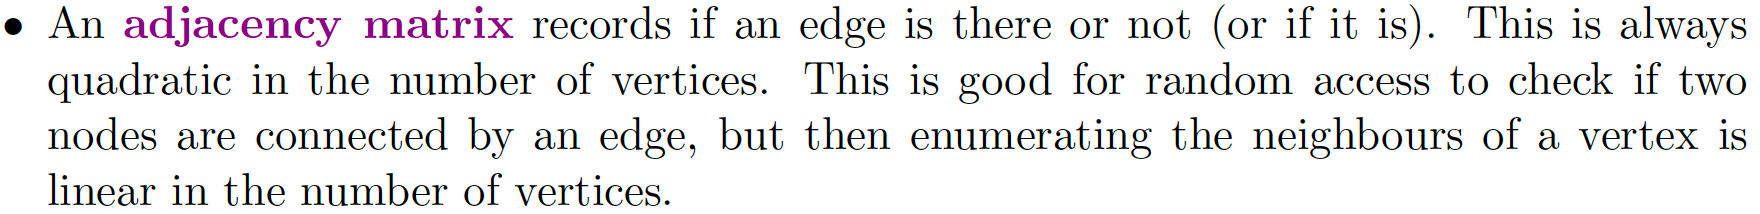 • An adjacency matrix records if an edge is there or not (or if it is). This is always
quadratic in the number of vertices. This is good for random access to check if two
nodes are connected by an edge, but then enumerating the neighbours of a vertex is
linear in the number of vertices.